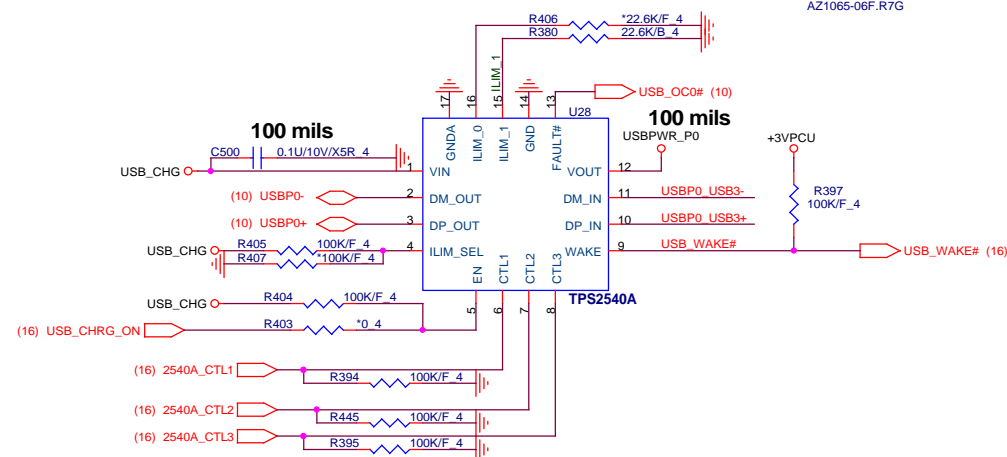 AZ1065-06F.R7G
R406 *22.6K/F_4
R380 22.6K/B_4
ILIM_1
17 16 15 14 13
USB_OC0# (10)
U28
100 mils
100 mils
USBPWR_P0
+3VPCU
GNDA ILIM_0 ILIM_1 GND FAULT#
C500 0.1U/10V/X5R_4
USB_CHG
1 VIN VOUT 12
R397
100K/F_4
(10) USBP0- 2 DM_OUT DM_IN 11 USBP0_USB3-
(10) USBP0+ 3 DP_OUT DP_IN 10 USBP0_USB3+
USB_CHG R405 100K/F_4 4 ILIM_SEL WAKE 9 USB_WAKE# USB_WAKE# (16)
R407 *100K/F_4
EN CTL1 CTL2 CTL3
TPS2540A
USB_CHG R404 100K/F_4
5 6 7 8
(16) USB_CHRG_ON R403 *0_4
(16) 2540A_CTL1
R394 100K/F_4
(16) 2540A_CTL2
R445 100K/F_4
(16) 2540A_CTL3
R395 100K/F_4